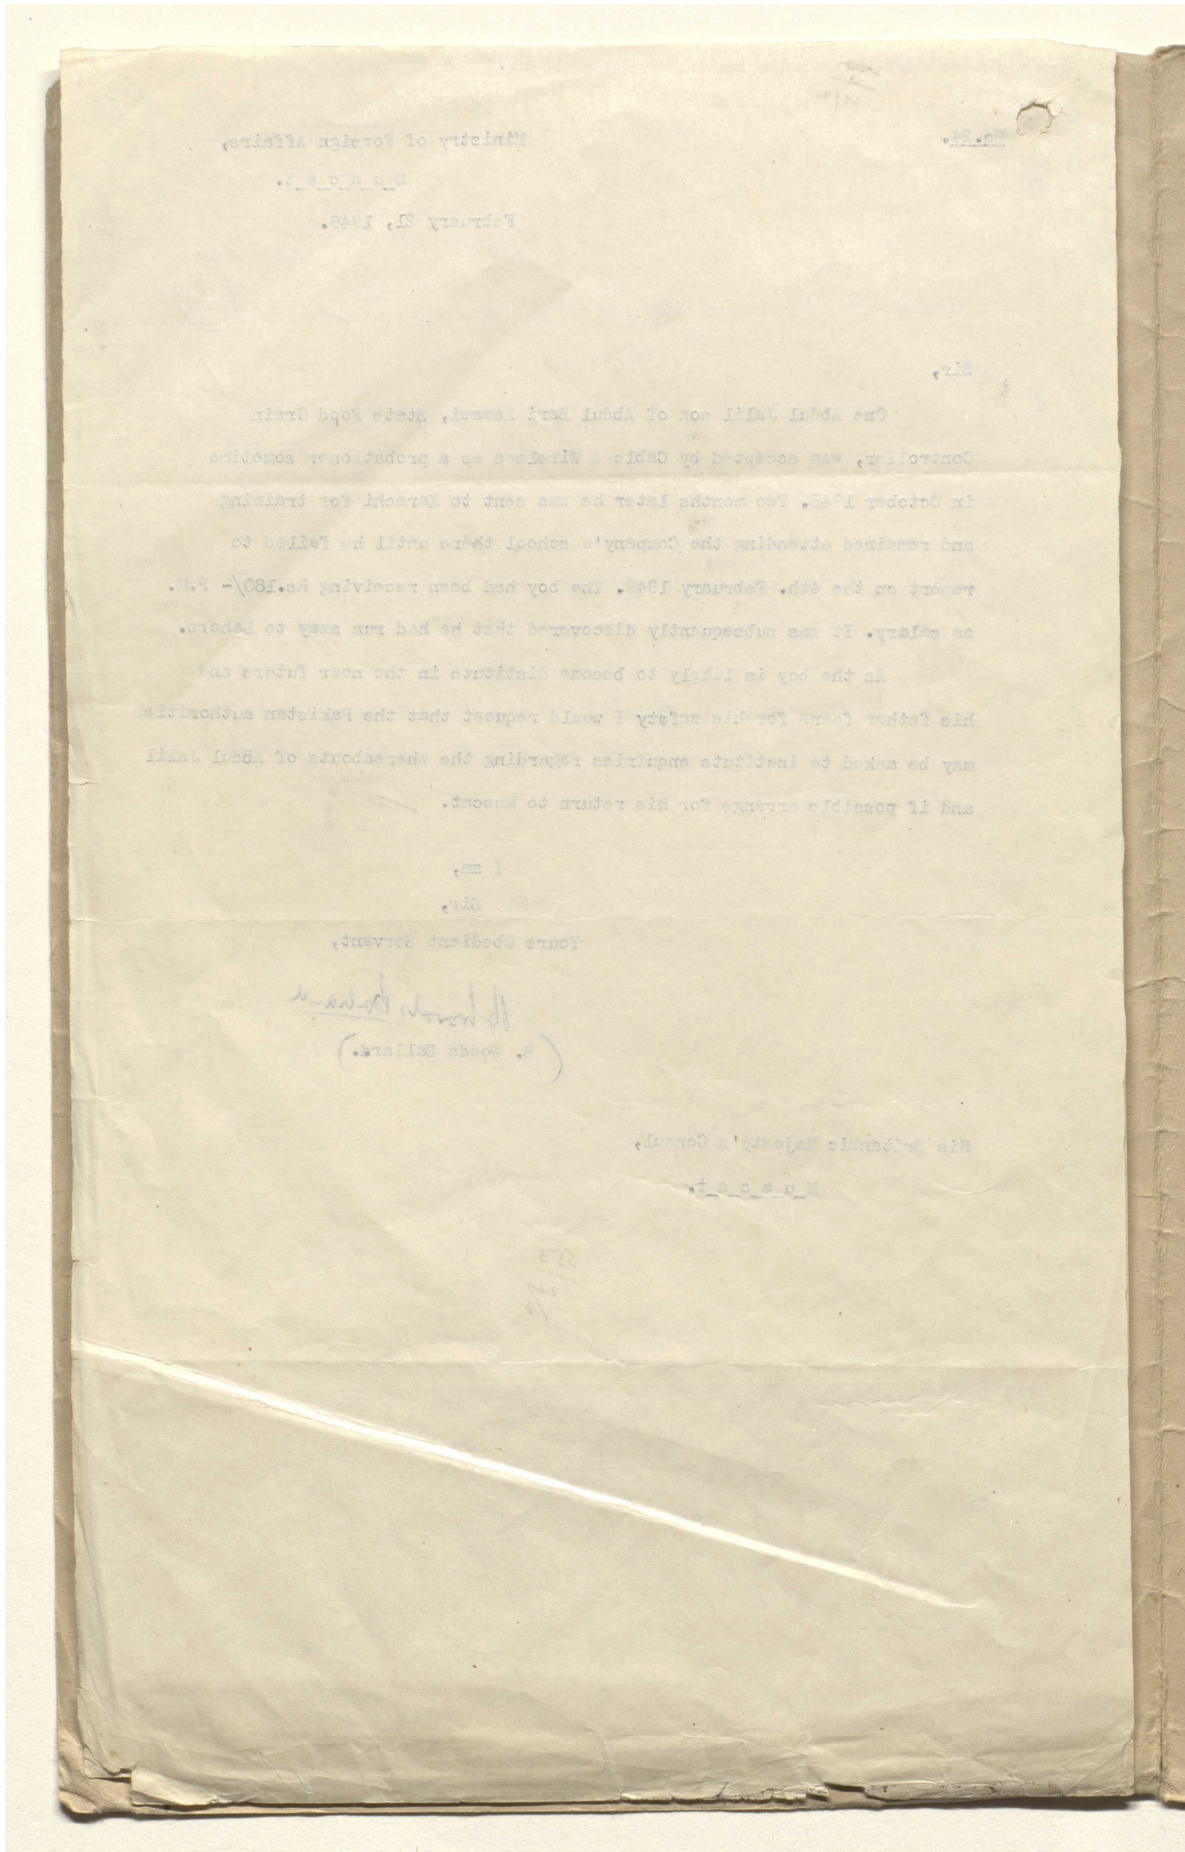 No. 24.
Ministry of Foreign Affairs,
M_u_s_c_a_t.
February 21, 1949.
Sir,
One Abdul Jalil son of Abdul Bari Zawawi, State Food Grain
Controller, was accepted by Cable & Wireless as a probationer sometime
in October 1948. Two months later he was sent to Karachi for training
and remained attending the Company's school there until he failed to
report on the 4th. February 1949. The boy had been receiving Rs.180/- P.M.
as salary. It was subsequently discovered that he had run away to Lahore.
As the boy is likely to become distitute in the near future and
his father fears for his safety I would request that the Pakistan authorities
may be asked to institute enquiries regarding the whereabouts of Abdul Jalil
and if possible arrange for his return to Muscat.
I am,
Sir,
Yours Obedient Servant,
B Woods Ballard
( B. Woods Ballard.)
His Britannic Majesty's Consul,
M_u_s_c_a_t.